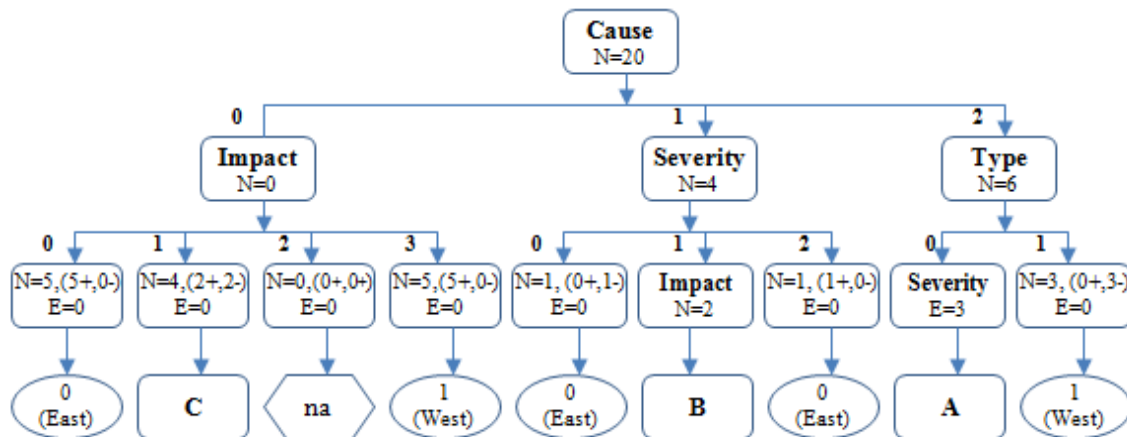 Cause
N=20
0 1 2
Impact
N=0
Severity
N=4
Type
N=6
0 1 2 3 0 1 2 0 1
N=5,(5+,0-)
E=0
N=4,(2+,2-)
E=0
N=0,(0+,0+)
E=0
N=5,(5+,0-)
E=0
N=1, (0+,1-)
E=0
Impact
N=2
N=1, (1+,0-)
E=0
Severity
E=3
N=3, (0+,3-)
E=0
0
(East)
C
na
1
(West)
0
(East)
B
0
(East)
A
1
(West)